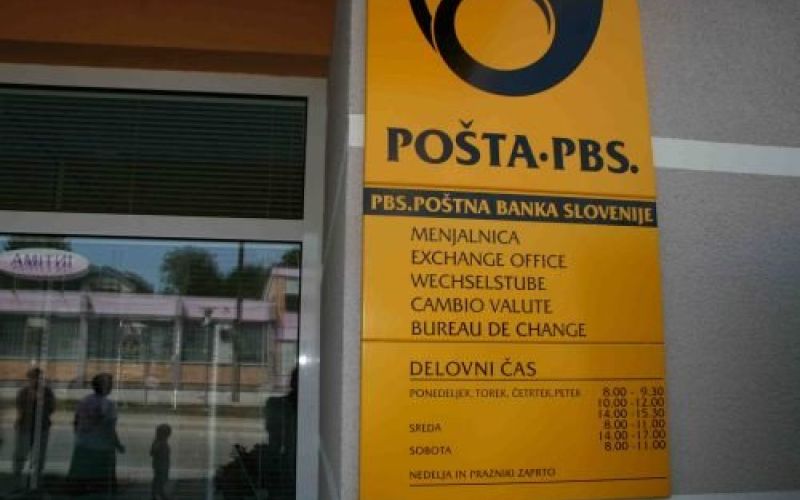 AMITIИ
POŠTA·PBS.
PBS.POŠTNA BANKA SLOVENIJE
MENJALNICA
EXCHANGE OFFICE
WECHSELSTUBE
CAMBIO VALUTE
BUREAU DE CHANGE
DELOVNI ČAS
PONEDELJEK, TOREK, ČETRTEK,PETEK 8.00 - 9.30
10.00 -12.00
14.00 -15.30
SREDA 8.00 -11.00
14.00 -17.00
SOBOTA 8.00 -11.00
NEDELJA IN PRAZNIKI ZAPRTO